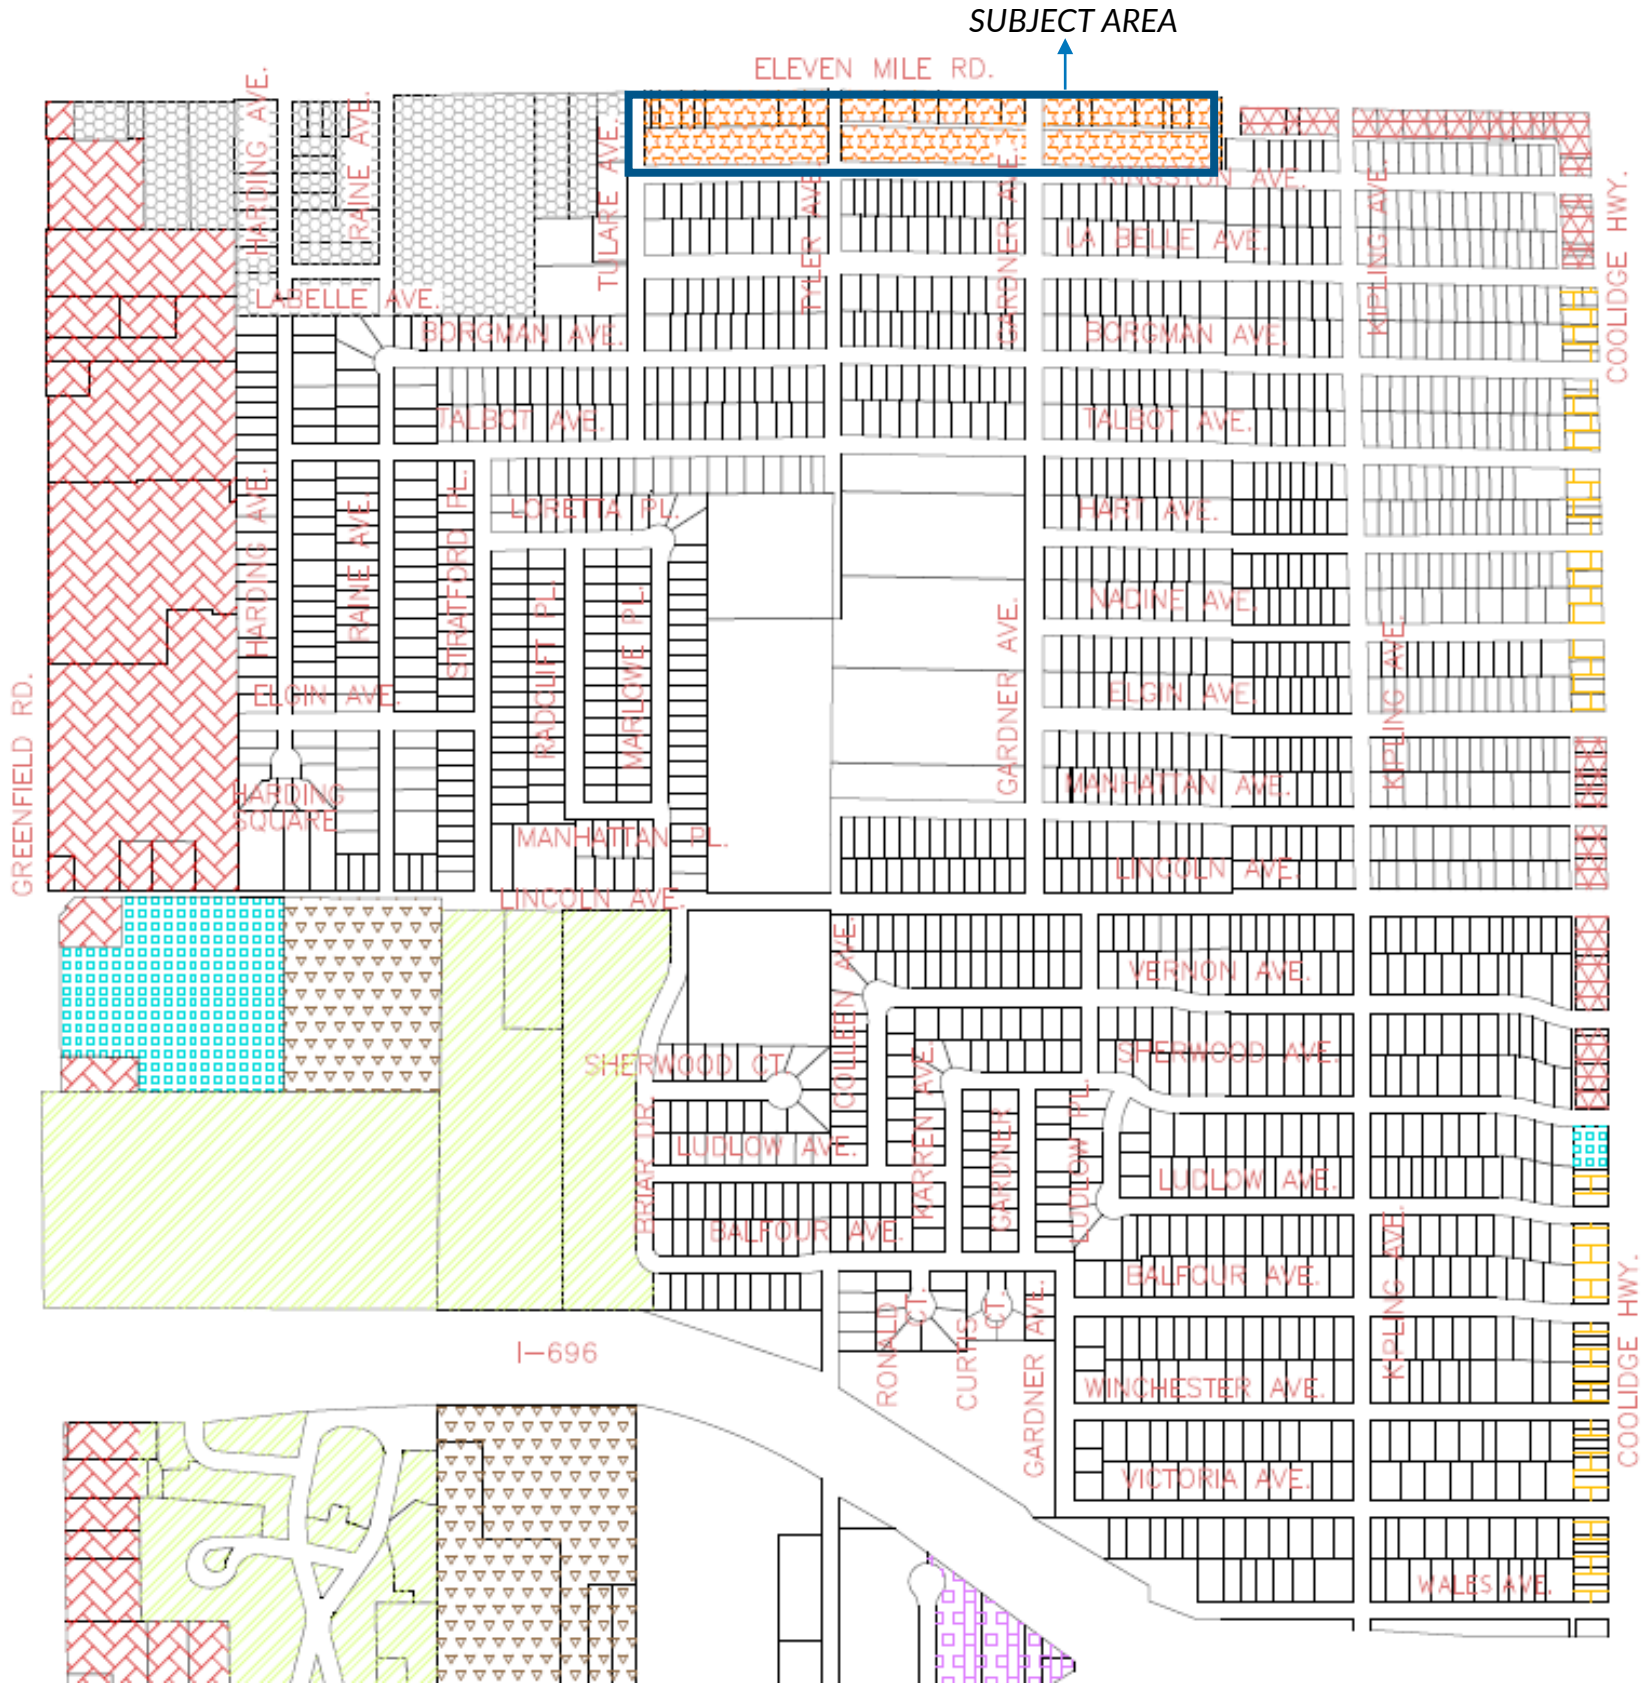 SUBJECT AREA
ELEVEN MILE RD.
HARDING AVE.
RAINE AVE.
TULARE AVE.
TYLER AVE
GARDNER AVE.
KINGSTON AVE.
KIPLING AVE.
COOLIDGE HWY.
LA BELLE AVE.
LABELLE AVE.
BORGMAN AVE.
BORGMAN AVE.
TALBOT AVE.
TALBOT AVE.
HARDING AVE.
RAINE AVE.
STRATFORD PL.
LORETTA PL.
HART AVE.
RADCLIFT PL.
MARLOWE PL.
GARDNER AVE.
NADINE AVE.
KIPLING AVE.
GREENFIELD RD.
ELGIN AVE.
ELGIN AVE.
HARDING
SQUARE
MANHATTAN AVE.
MANHATTAN PL.
LINCOLN AVE.
LINCOLN AVE.
COLLEEN AVE.
VERNON AVE.
SHERWOOD CT.
SHERWOOD AVE.
BRIAR DR.
LUDLOW AVE.
KARREN AVE.
GARDNER
LUDLOW PL.
LUDLOW AVE.
BALFOUR AVE.
BALFOUR AVE.
KIPLING AVE.
COOLIDGE HWY.
I-696
RONALD CT.
CURTIS CT.
GARDNER AVE.
WINCHESTER AVE.
VICTORIA AVE.
WALES AVE.